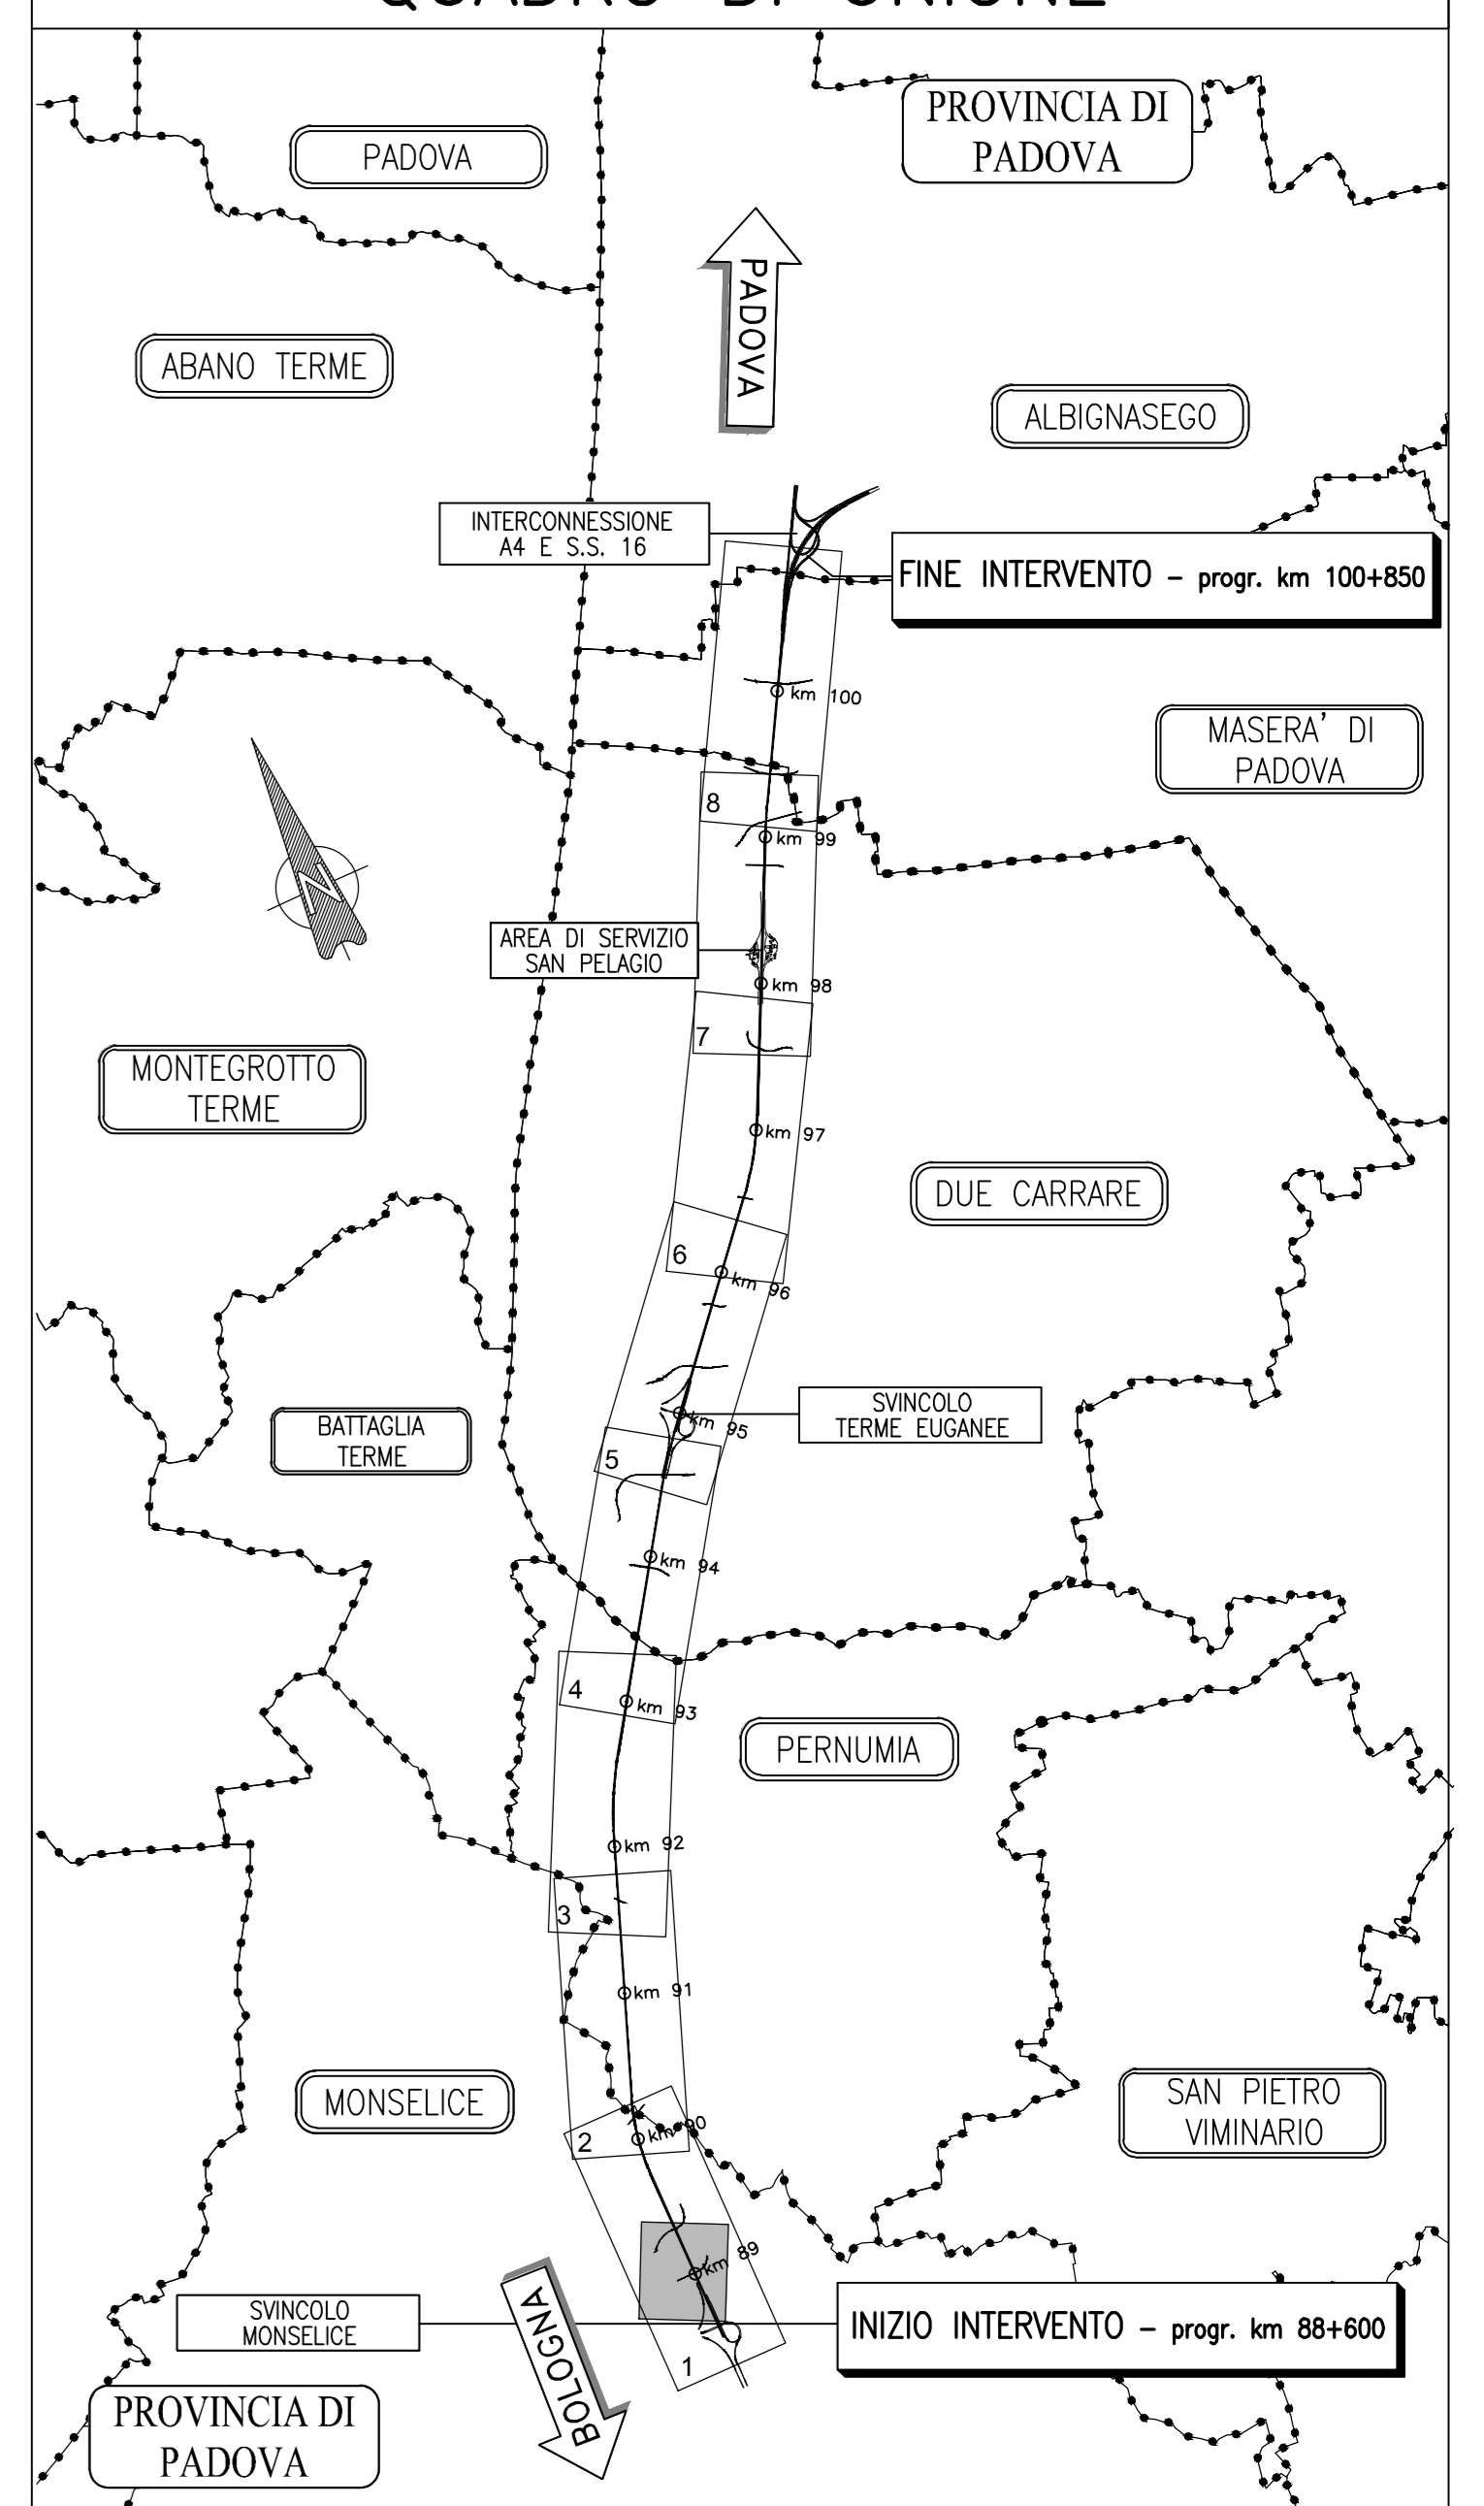 QUADRO DI UNIONE
PROVINCIA DI
PADOVA
PADOVA
PADOVA
ABANO TERME
ALBIGNASEGO
INTERCONNESSIONE
A4 E S.S. 16
FINE INTERVENTO – progr. km 100+850
km 100
MASERA' DI
PADOVA
8
km 99
N
AREA DI SERVIZIO
SAN PELAGIO
km 98
7
MONTEGROTTO
TERME
km 97
DUE CARRARE
6
km 96
SVINCOLO
TERME EUGANEE
km 95
BATTAGLIA
TERME
5
km 94
4
km 93
PERNUMIA
km 92
3
km 91
MONSELICE
SAN PIETRO
VIMINARIO
2
km 90
km 89
SVINCOLO
MONSELICE
INIZIO INTERVENTO – progr. km 88+600
1
BOLOGNA
PROVINCIA DI
PADOVA